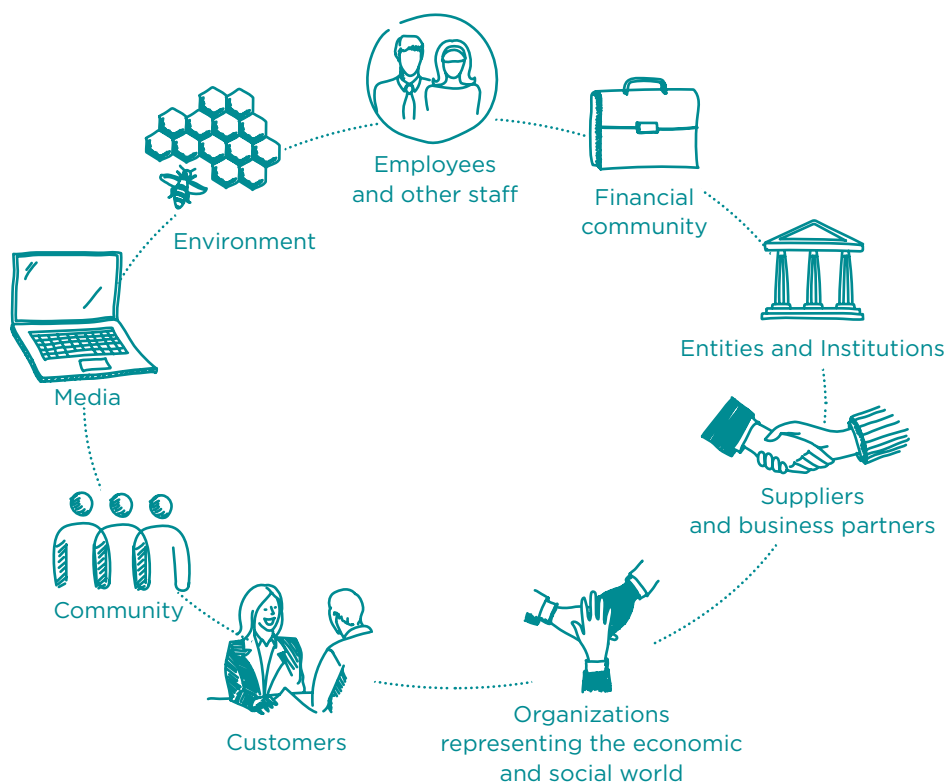 Employees
and other staff
Financial
community
Environment
Entities and Institutions
Media
Suppliers
and business partners
Community
Organizations
representing the economic
and social world
Customers